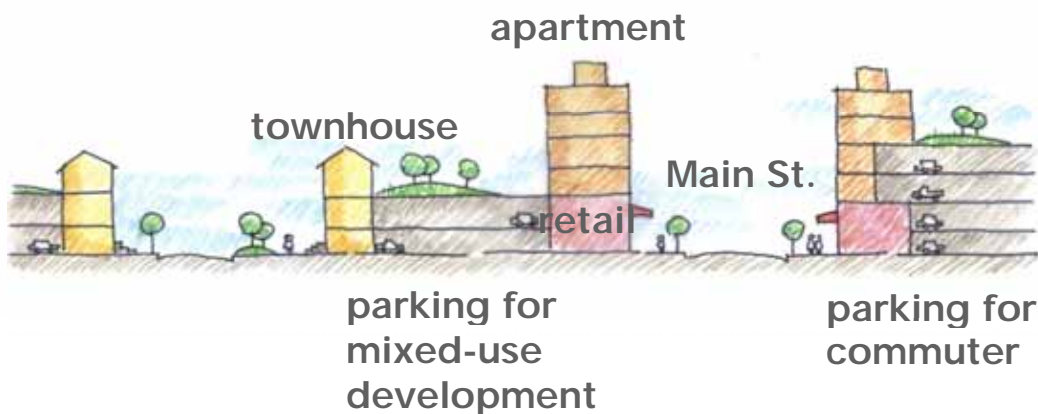 apartment
townhouse
Main St.
retail
parking for
mixed-use
development
parking for
commuter